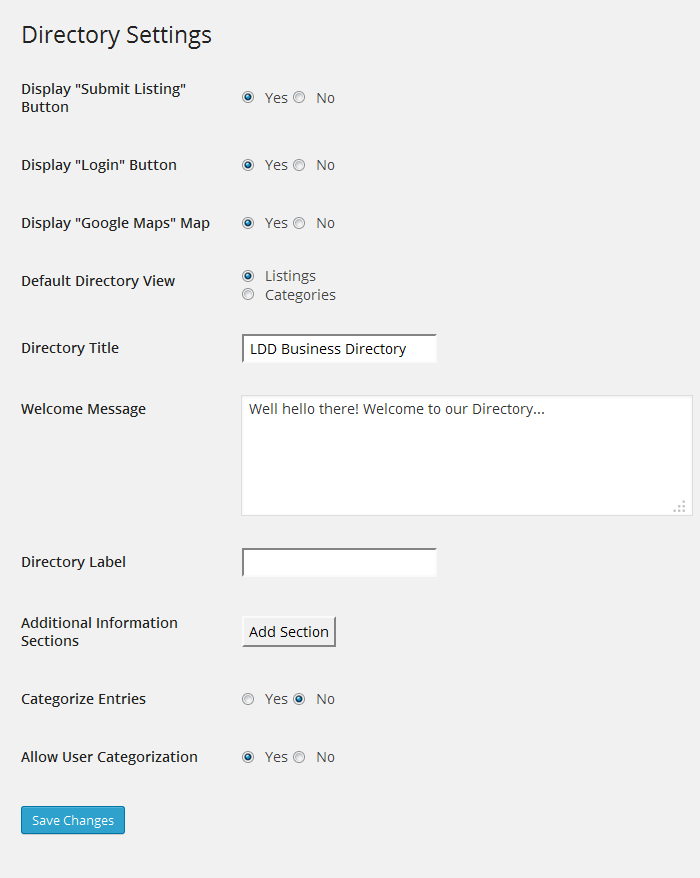 Directory Settings
Display "Submit Listing"
Button
Yes No
Display "Login" Button
Yes No
Display "Google Maps" Map
Yes No
Default Directory View
Listings
Categories
Directory Title
LDD Business Directory
Welcome Message
Well hello there! Welcome to our Directory...
Directory Label
Additional Information
Sections
Add Section
Categorize Entries
Yes No
Allow User Categorization
Yes No
Save Changes